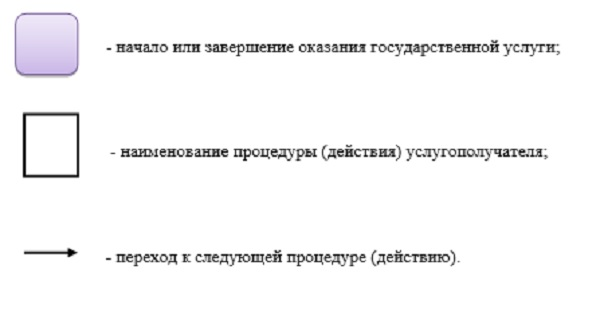 - начало или завершение оказания государственной услуги;
- наименование процедуры (действия) услугополучателя;
- переход к следующей процедуре (действию).